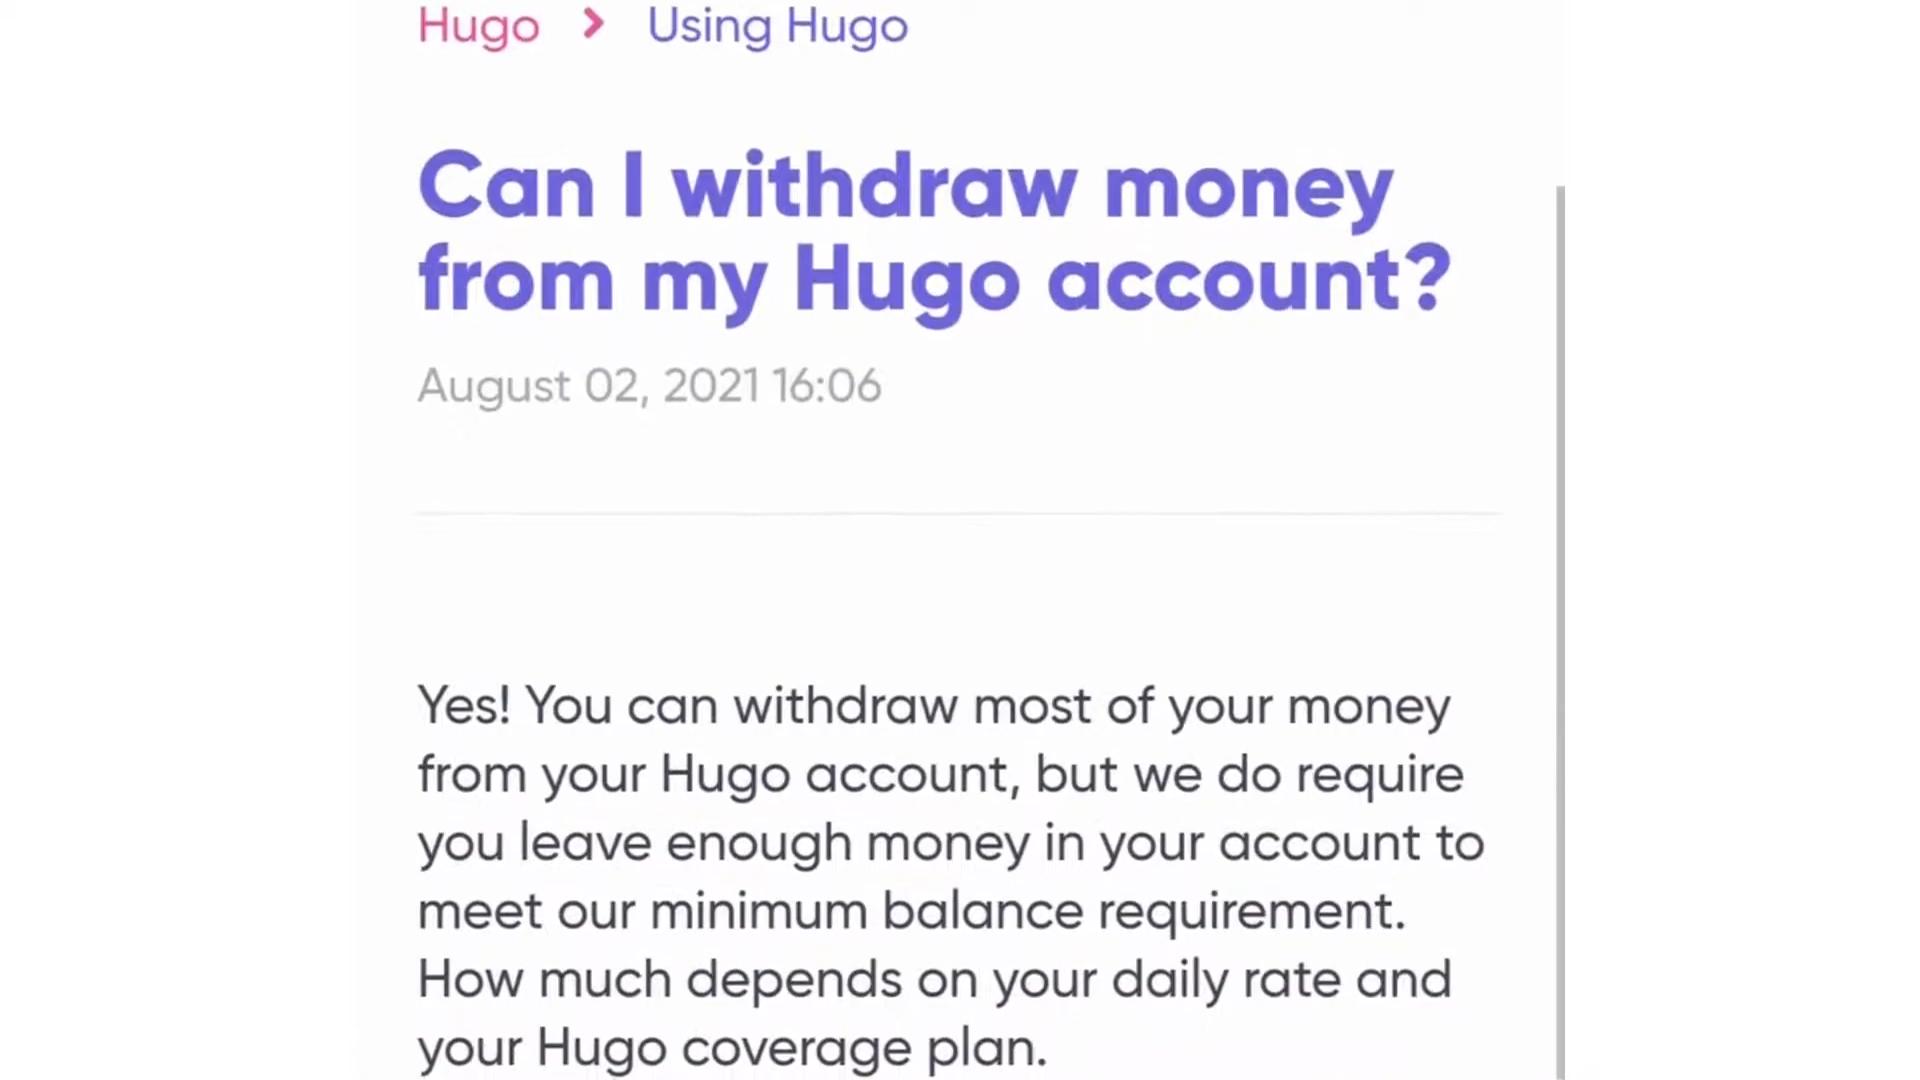 Hugo > Using Hugo
Can I withdraw money
from my Hugo account?
August 02, 2021 16:06
Yes! You can withdraw most of your money
from your Hugo account, but we do require
you leave enough money in your account to
meet our minimum balance requirement.
How much depends on your daily rate and
your Hugo coverage plan.